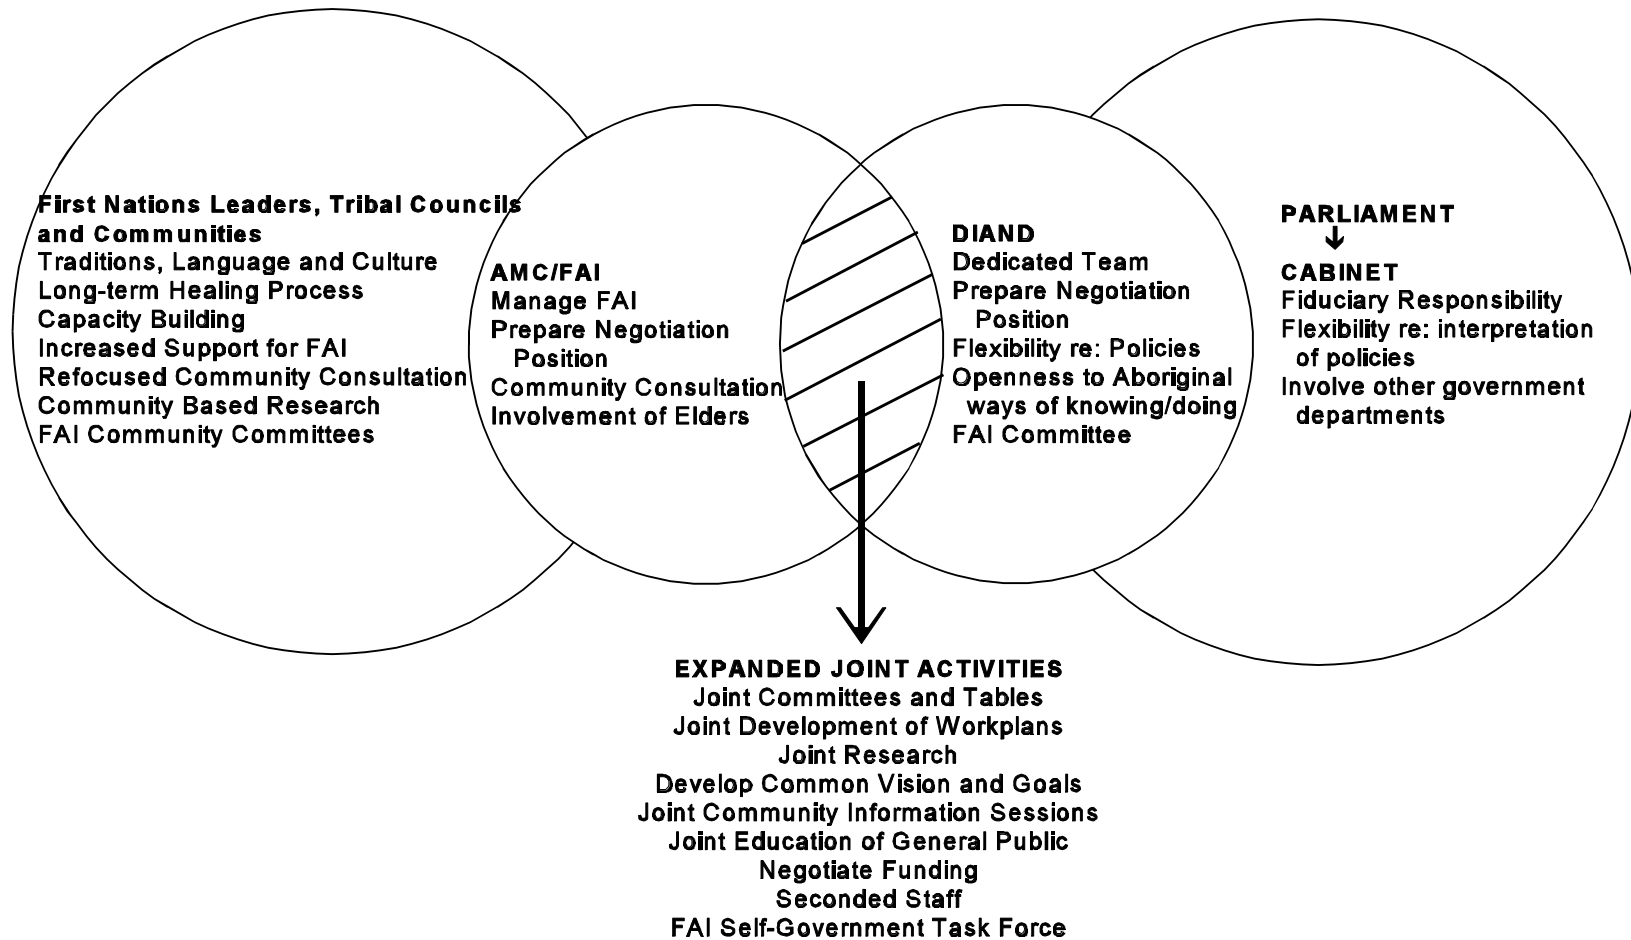 First Nations Leaders, Tribal Councils
and Communities
Traditions, Language and Culture
Long-term Healing Process
Capacity Building
Increased Support for FAI
Refocused Community Consultation
Community Based Research
FAI Community Committees
AMC/FAI
Manage FAI
Prepare Negotiation
Position
Community Consultation
Involvement of Elders
DIAND
Dedicated Team
Prepare Negotiation
Position
Flexibility re: Policies
Openness to Aboriginal
ways of knowing/doing
FAI Committee
PARLIAMENT
CABINET
Fiduciary Responsibility
Flexibility re: interpretation
of policies
Involve other government
departments
EXPANDED JOINT ACTIVITIES
Joint Committees and Tables
Joint Development of Workplans
Joint Research
Develop Common Vision and Goals
Joint Community Information Sessions
Joint Education of General Public
Negotiate Funding
Seconded Staff
FAI Self-Government Task Force